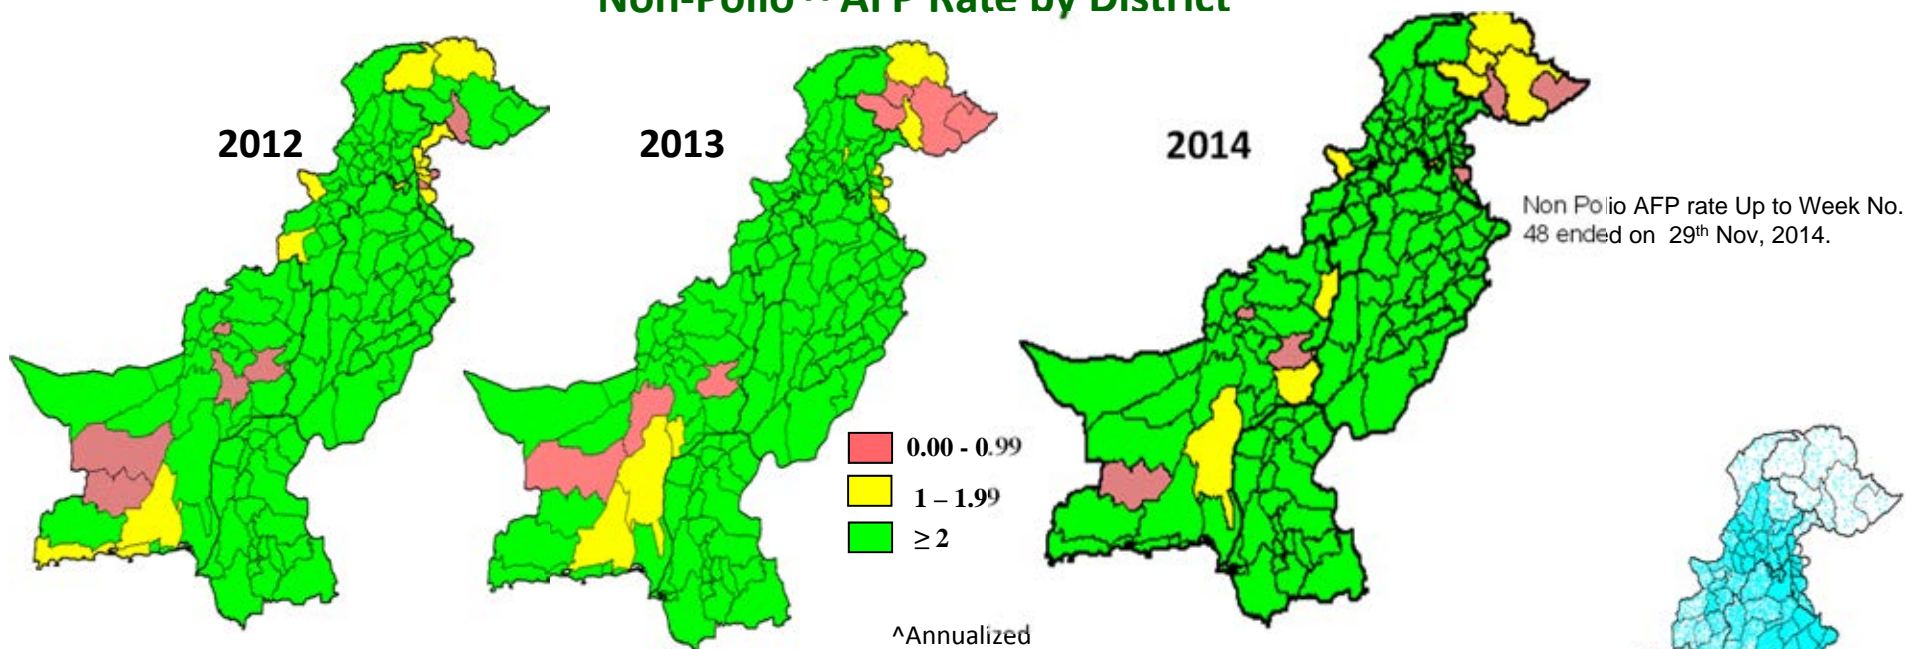 Non-Polio ^^ AFP Rate by District
2012
2013
2014
Non Polio AFP rate Up to Week No.
48 ended on 29th Nov, 2014.
0.00 - 0.99
1 – 1.99
≥ 2
^Annualized